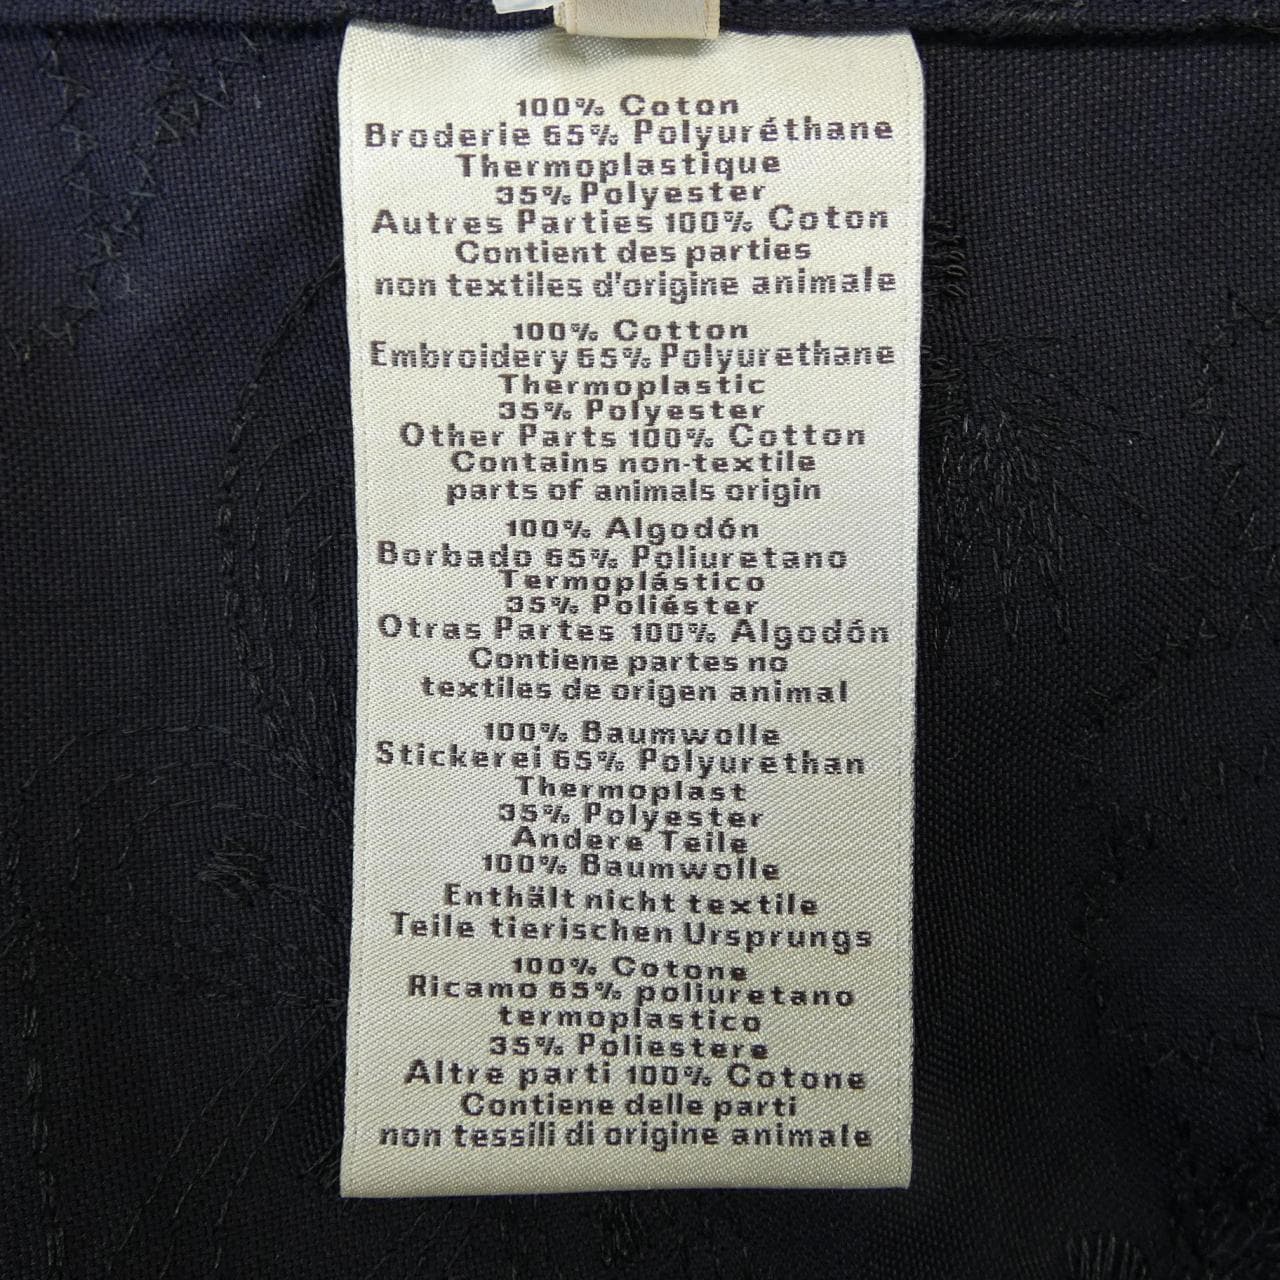 100% Coton
Broderie 65% Polyuréthane
Thermoplastique
35% Polyester
Autres Parties 100% Coton
Contient des parties
non textiles d'origine animale
100% Cotton
Embroidery 65% Polyurethane
Thermoplastic
35% Polyester
Other Parts 100% Cotton
Contains non-textile
parts of animals origin
100% Algodón
Borbado 65% Poliuretano
Termoplástico
35% Poliéster
Otras Partes 100% Algodón
Contiene partes no
textiles de origen animal
100% Baumwolle
Stickerei 65% Polyurethan
Thermoplast
35% Polyester
Andere Teile
100% Baumwolle
Enthält nicht textile
Teile tierischen Ursprungs
100% Cotone
Ricamo 65% poliuretano
termoplastico
35% Poliestere
Altre parti 100% Cotone
Contiene delle parti
non tessili di origine animale